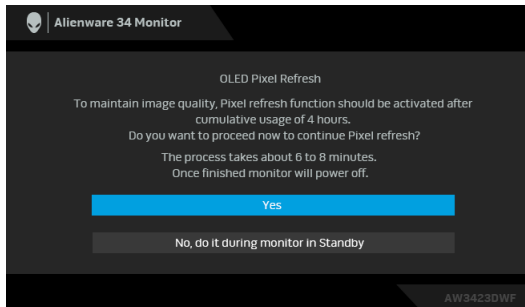 Alienware 34 Monitor
OLED Pixel Refresh
To maintain image quality, Pixel refresh function should be activated after
cumulative usage of 4 hours.
Do you want to proceed now to continue Pixel refresh?
The process takes about 6 to 8 minutes.
Once finished monitor will power off.
Yes
No, do it during monitor in Standby
AW3423DWF